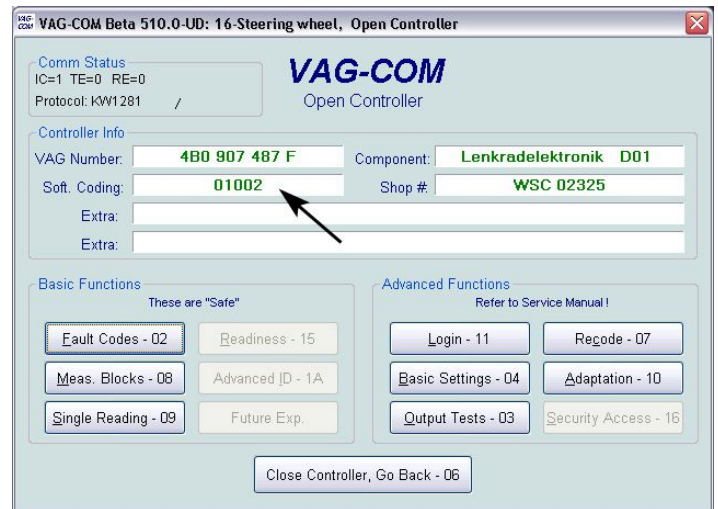 VAG-COM Beta 510.0-UD: 16-Steering wheel, Open Controller
Comm Status
IC=1 TE=0 RE=0
Protocol: KW1281 /
VAG-COM
Open Controller
Controller Info
VAG Number: 4B0 907 487 F Component: Lenkradelektronik D01
Soft. Coding: 01002 Shop #: WSC 02325
Extra:
Extra:
Basic Functions
These are "Safe"
Fault Codes - 02 Readiness - 15
Meas. Blocks - 08 Advanced ID - 1A
Single Reading - 09 Future Exp.
Advanced Functions
Refer to Service Manual !
Login - 11 Recode - 07
Basic Settings - 04 Adaptation - 10
Output Tests - 03 Security Access - 16
Close Controller, Go Back - 06